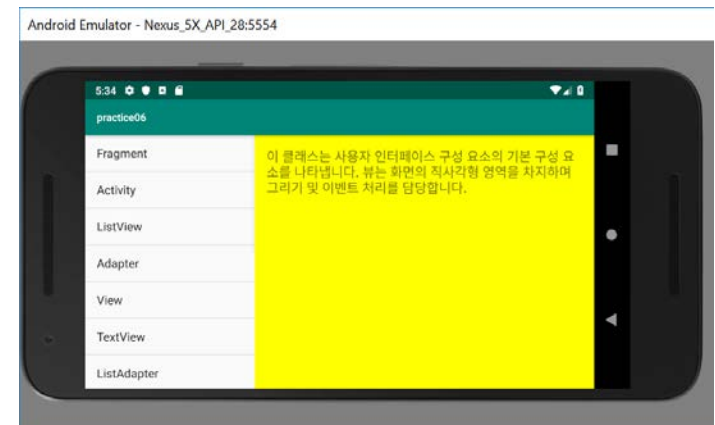 Android Emulator - Nexus_5X_API_28:5554
5:34
practice06
Fragment
Activity
ListView
Adapter
View
TextView
ListAdapter
이 클래스는 사용자 인터페이스 구성 요소의 기본 구성 요
소를 나타냅니다. 뷰는 화면의 직사각형 영역을 차지하며
그리기 및 이벤트 처리를 담당합니다.